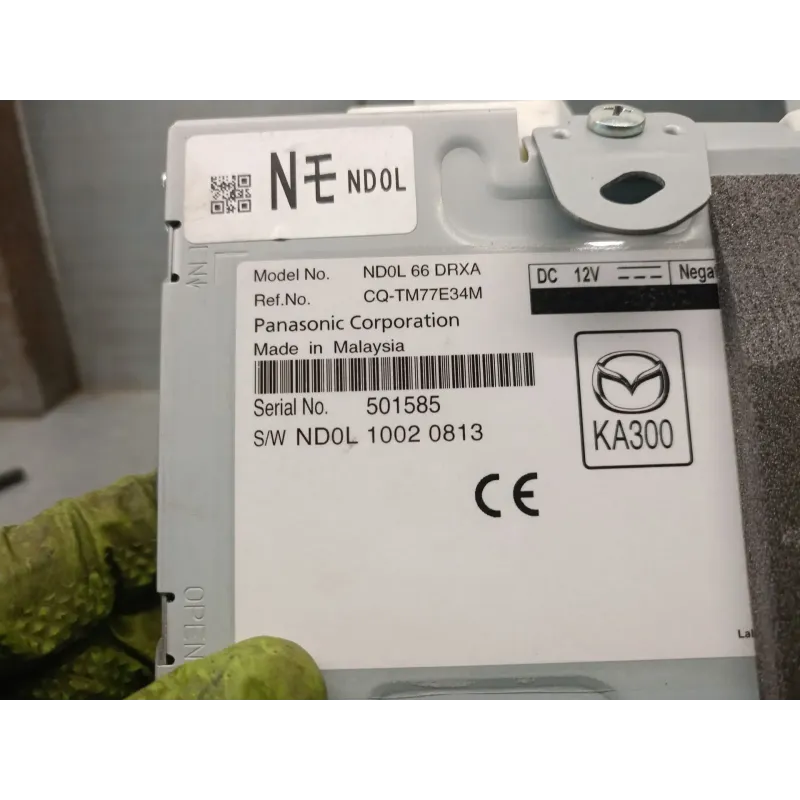 NE ND0L
Model No. ND0L 66 DRXA
Ref.No. CQ-TM77E34M
Panasonic Corporation
Made in Malaysia
Serial No. 501585
S/W ND0L 1002 0813
DC 12V
KA300
CE
OPEN